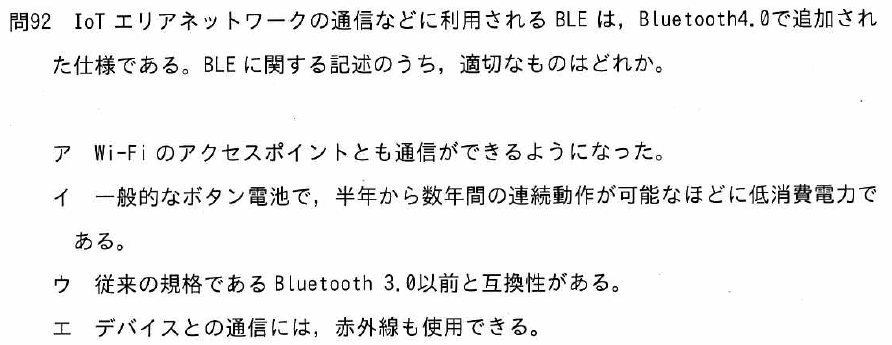 問92 IoT エリアネットワークの通信などに利用される BLE は，Bluetooth4.0で追加され
た仕様である。BLE に関する記述のうち，適切なものはどれか。
ア Wi-Fi のアクセスポイントとも通信ができるようになった。
イ 一般的なボタン電池で，半年から数年間の連続動作が可能なほどに低消費電力で
ある。
ウ 従来の規格である Bluetooth 3.0以前と互換性がある。
エ デバイスとの通信には，赤外線も使用できる。